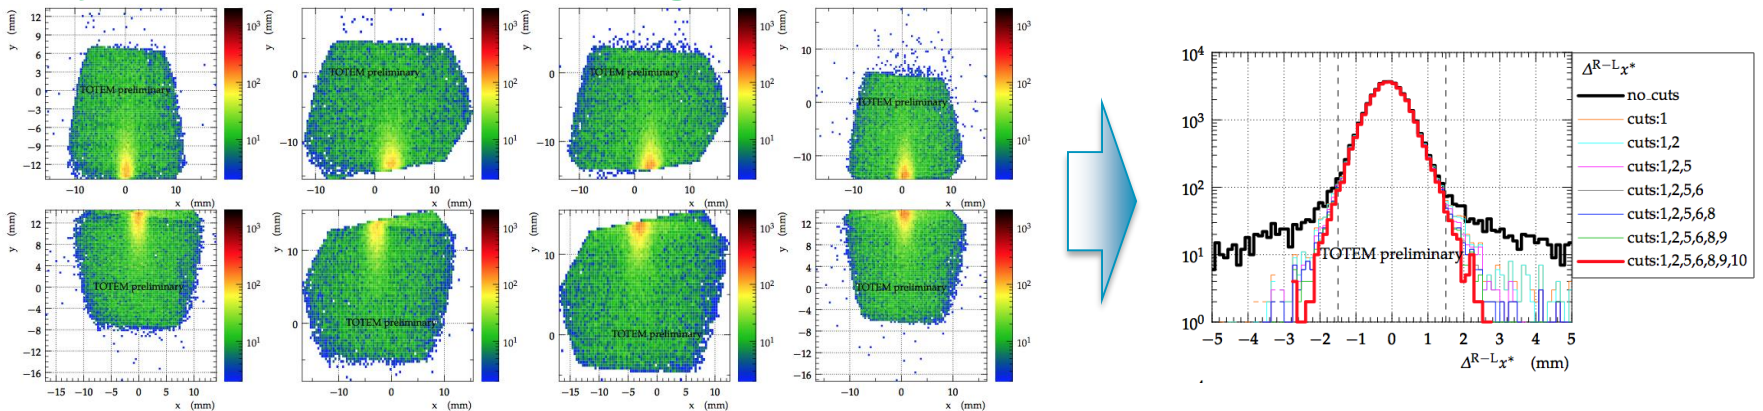 y (mm)
12
9
6
3
0
−3
−6
−9
−12
TOTEM preliminary
−10
0
10
x (mm)
10³
10²
10¹
y (mm)
0
−10
TOTEM preliminary
−10
0
10
x (mm)
10³
10²
10¹
y (mm)
0
−10
TOTEM preliminary
−10
0
10
x (mm)
10³
10²
10¹
y (mm)
10
0
−10
TOTEM preliminary
−10
0
10
x (mm)
10³
10²
10¹
y (mm)
12
8
4
0
−4
−8
−12
−16
TOTEM preliminary
−15
−10
−5
0
5
10
x (mm)
10³
10²
10¹
y (mm)
10
0
TOTEM preliminary
−10
0
10
x (mm)
10³
10²
10¹
y (mm)
10
0
TOTEM preliminary
−15
−10
−5
0
5
10
x (mm)
10³
10²
10¹
y (mm)
12
8
4
0
−4
−8
−12
−16
TOTEM preliminary
−10
0
10
x (mm)
10³
10²
10¹
10⁴
10³
10²
10¹
10⁰
TOTEM preliminary
−5 −4 −3 −2 −1 0 1 2 3 4 5
Δᴿ⁻ᴸx* (mm)
Δᴿ⁻ᴸx*
no_cuts
cuts:1
cuts:1,2
cuts:1,2,5
cuts:1,2,5,6
cuts:1,2,5,6,8
cuts:1,2,5,6,8,9
cuts:1,2,5,6,8,9,10